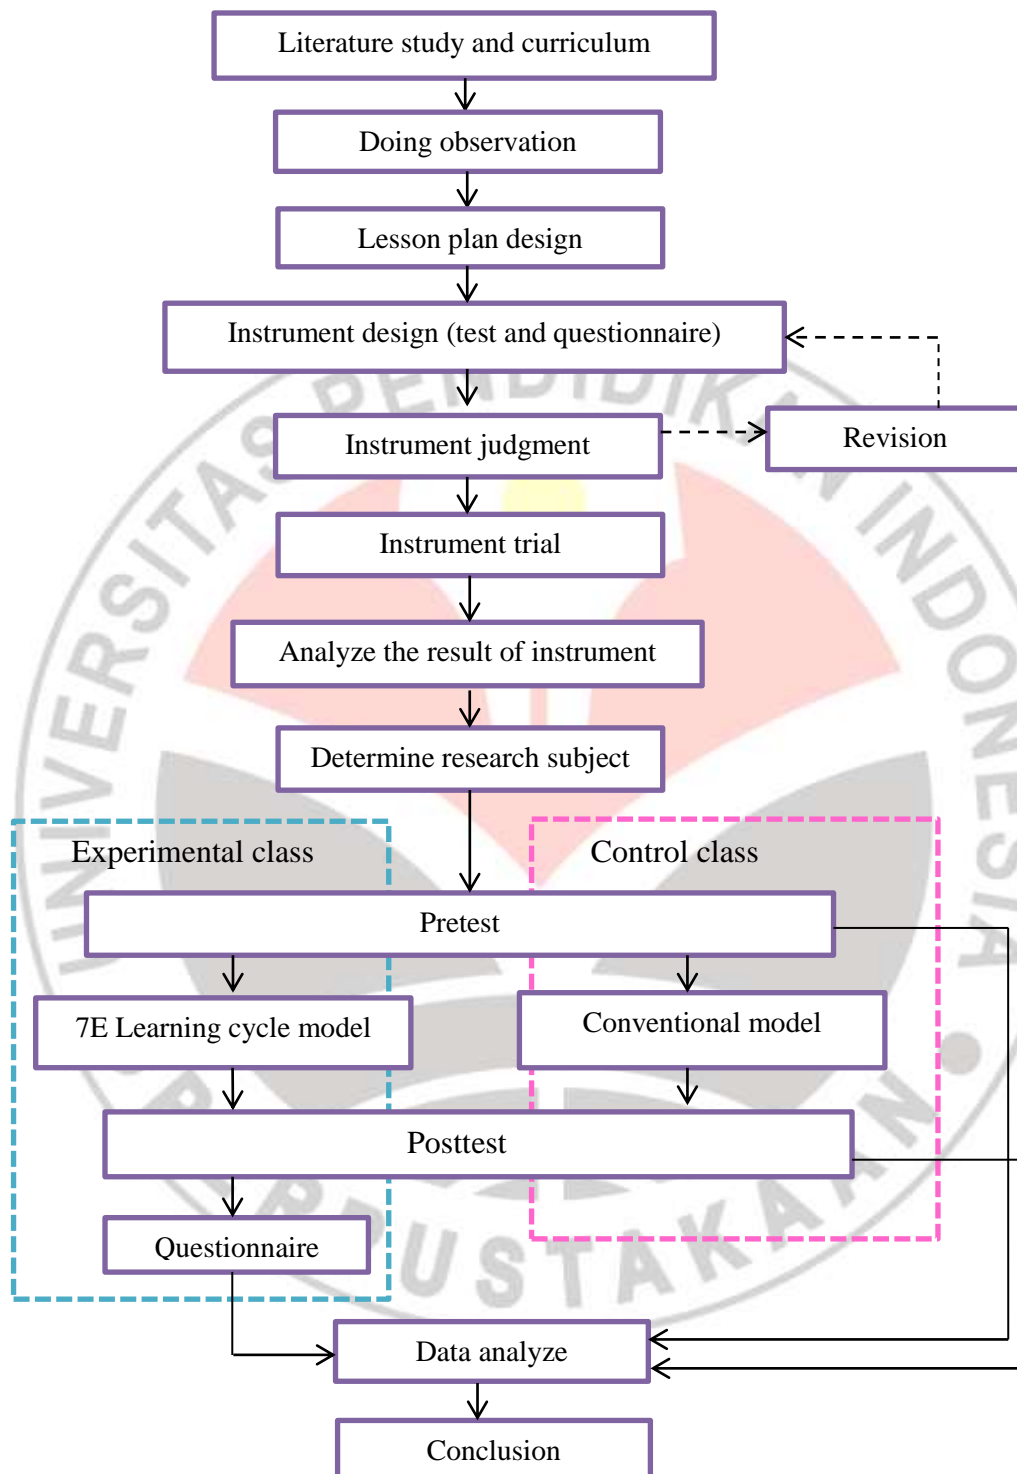 Literature study and curriculum
Doing observation
Lesson plan design
Instrument design (test and questionnaire)
Instrument judgment
Revision
Instrument trial
Analyze the result of instrument
Determine research subject
Experimental class
Control class
Pretest
7E Learning cycle model
Conventional model
Posttest
Questionnaire
Data analyze
Conclusion
UNIVERSITAS PENDIDIKAN INDONESIA
PERPUSTAKAAN